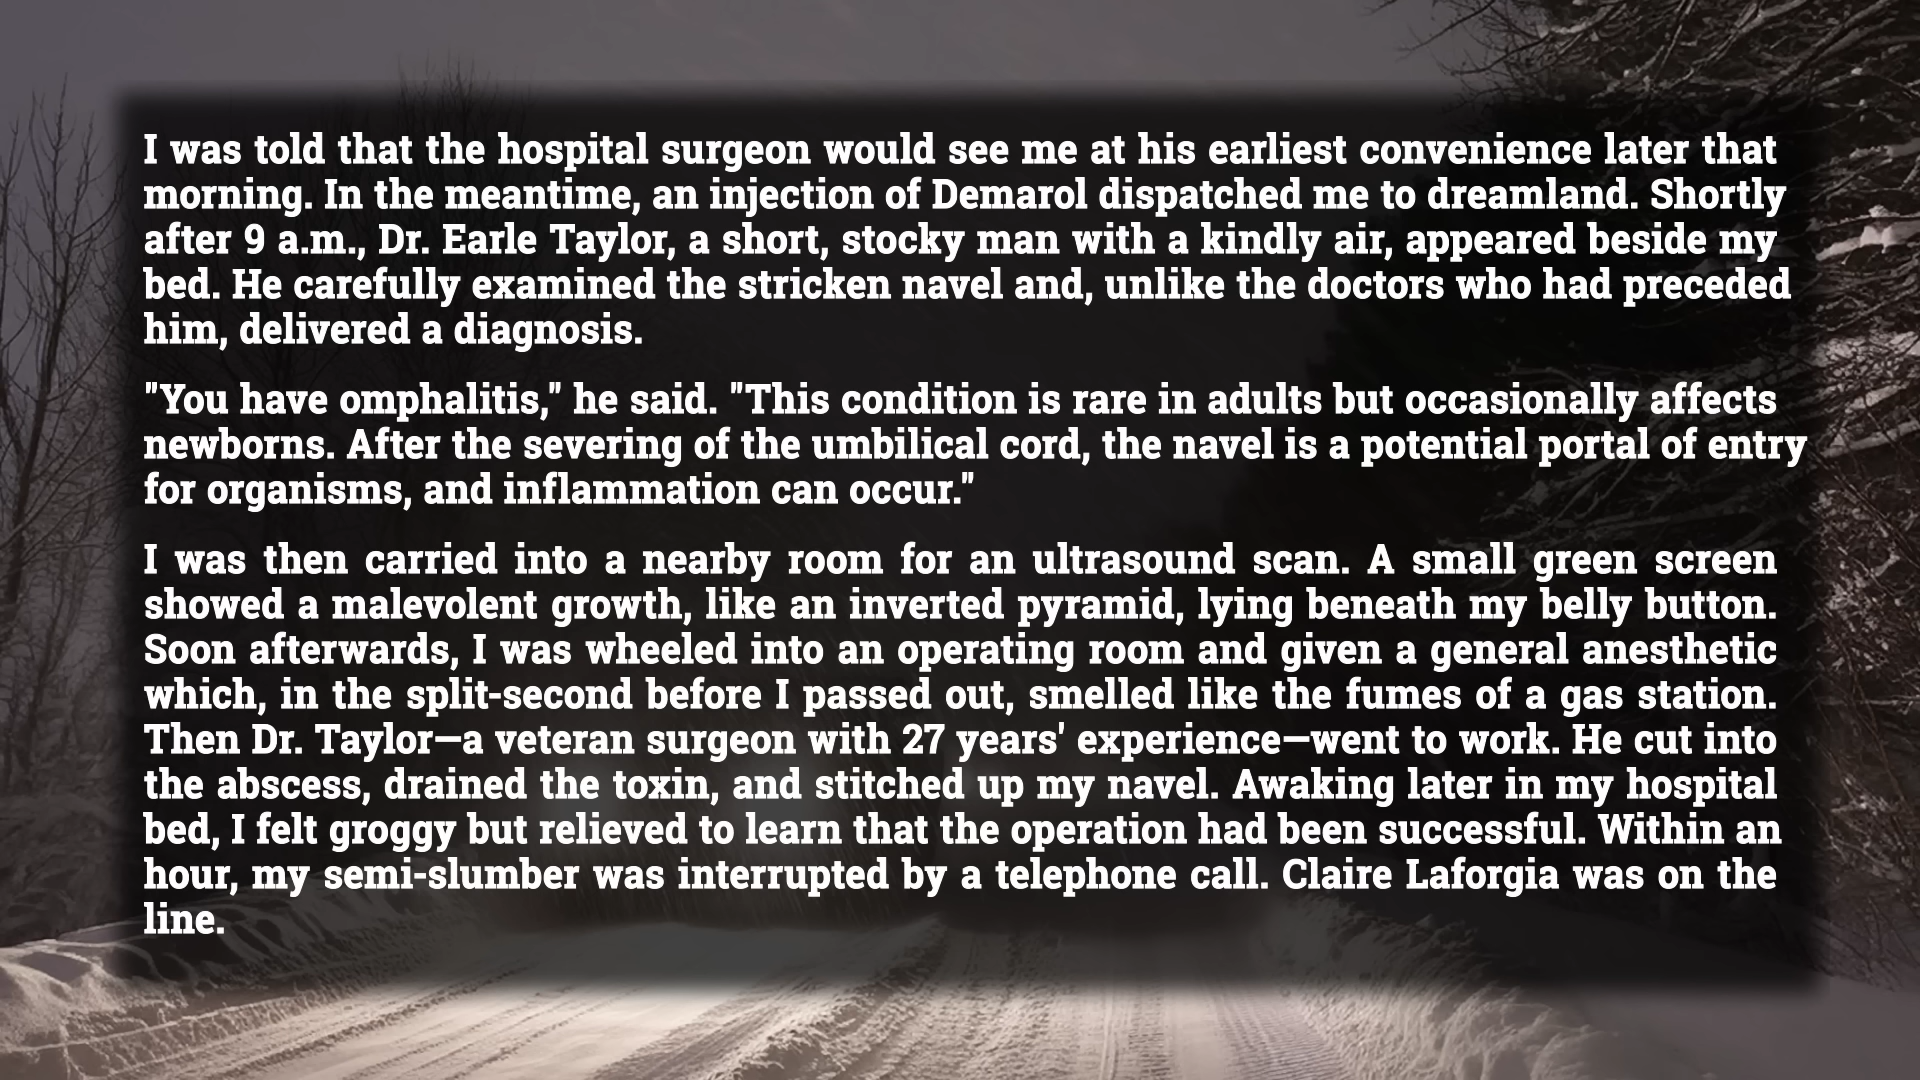 I was told that the hospital surgeon would see me at his earliest convenience later that
morning. In the meantime, an injection of Demarol dispatched me to dreamland. Shortly
after 9 a.m., Dr. Earle Taylor, a short, stocky man with a kindly air, appeared beside my
bed. He carefully examined the stricken navel and, unlike the doctors who had preceded
him, delivered a diagnosis.
"You have omphalitis," he said. "This condition is rare in adults but occasionally affects
newborns. After the severing of the umbilical cord, the navel is a potential portal of entry
for organisms, and inflammation can occur."
I was then carried into a nearby room for an ultrasound scan. A small green screen
showed a malevolent growth, like an inverted pyramid, lying beneath my belly button.
Soon afterwards, I was wheeled into an operating room and given a general anesthetic
which, in the split-second before I passed out, smelled like the fumes of a gas station.
Then Dr. Taylor—a veteran surgeon with 27 years' experience—went to work. He cut into
the abscess, drained the toxin, and stitched up my navel. Awaking later in my hospital
bed, I felt groggy but relieved to learn that the operation had been successful. Within an
hour, my semi-slumber was interrupted by a telephone call. Claire Laforgia was on the
line.